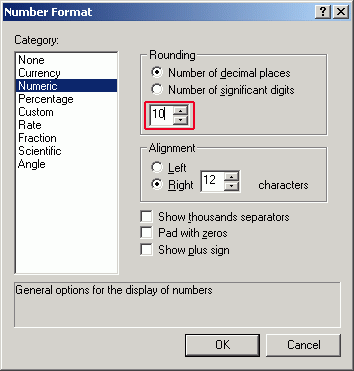 Number Format
Category:
None
Currency
Numeric
Percentage
Custom
Rate
Fraction
Scientific
Angle
Rounding
Number of decimal places
Number of significant digits
10
Alignment
Left
Right 12 characters
Show thousands separators
Pad with zeros
Show plus sign
General options for the display of numbers
OK Cancel